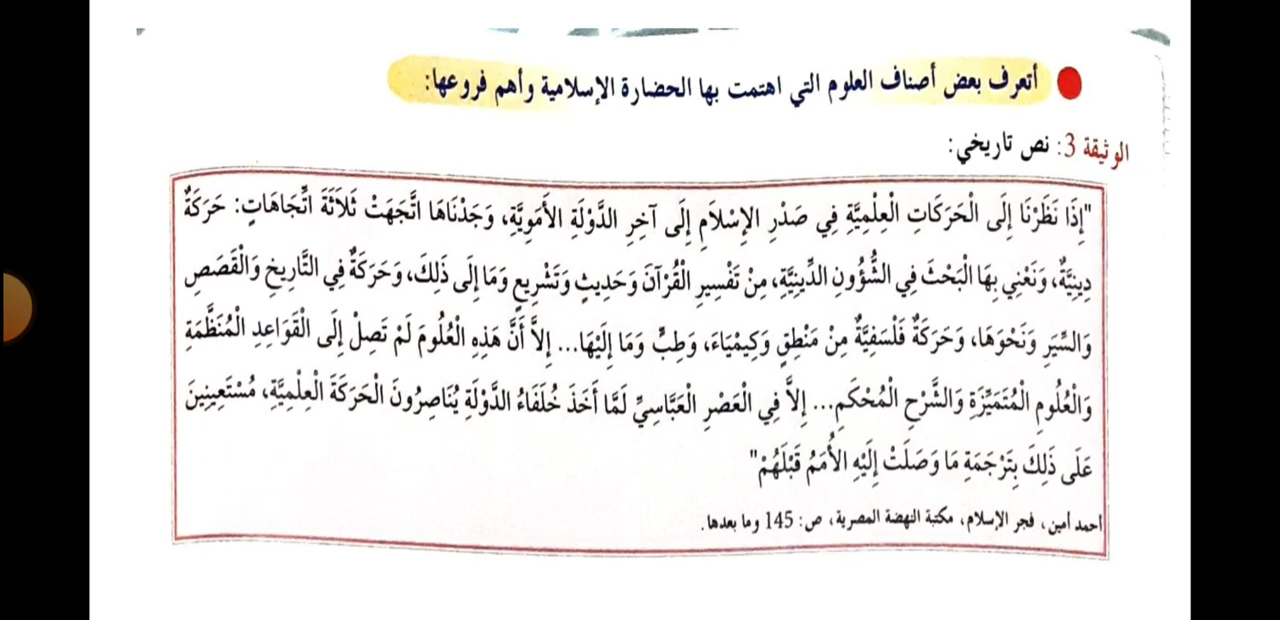 أتعرف بعض أصناف العلوم التي اهتمت بها الحضارة الإسلامية وأهم فروعها:
الوثيقة 3: نص تاريخي:
"إِذَا نَظَرْنَا إِلَى الْحَرَكَاتِ الْعِلْمِيَّةِ فِي صَدْرِ الإِسْلاَمِ إِلَى آخِرِ الدَّوْلَةِ الأَمَوِيَّةِ، وَجَدْنَاهَا اتَّجَهَتْ ثَلَاثَةَ اتِّجَاهَاتٍ: حَرَكَةٌ
دِينِيَّةٌ، وَنَعْنِي بِهَا الْبَحْثَ فِي الشُّؤُونِ الدِّينِيَّةِ، مِنْ تَفْسِيرِ الْقُرْآنَ وَحَدِيثٍ وَتَشْرِيعٍ وَمَا إِلَى ذَلِكَ، وَحَرَكَةٌ فِي التَّارِيخِ وَالْقَصَصِ
وَالسِّيَرِ وَنَحْوَهَا، وَحَرَكَةٌ فَلْسَفِيَّةٌ مِنْ مَنْطِقٍ وَكِيمْيَاءَ، وَطِبٍّ وَمَا إِلَيْهَا... إِلاَّ أَنَّ هَذِهِ الْعُلُومَ لَمْ تَصِلْ إِلَى الْقَوَاعِدِ الْمُنَظَّمَةِ
وَالْعُلُومِ الْمُتَمَيِّزَةِ وَالشَّرْحِ الْمُحْكَمِ... إِلاَّ فِي الْعَصْرِ الْعَبَّاسِيِّ لَمَّا أَخَذَ خُلَفَاءُ الدَّوْلَةِ يُنَاصِرُونَ الْحَرَكَةَ الْعِلْمِيَّةِ، مُسْتَعِينِينَ
عَلَى ذَلِكَ بِتَرْجَمَةِ مَا وَصَلَتْ إِلَيْهِ الأُمَمُ قَبْلَهُمْ"
أحمد أمين، فجر الإسلام، مكتبة النهضة المصرية، ص: 145 وما بعدها.